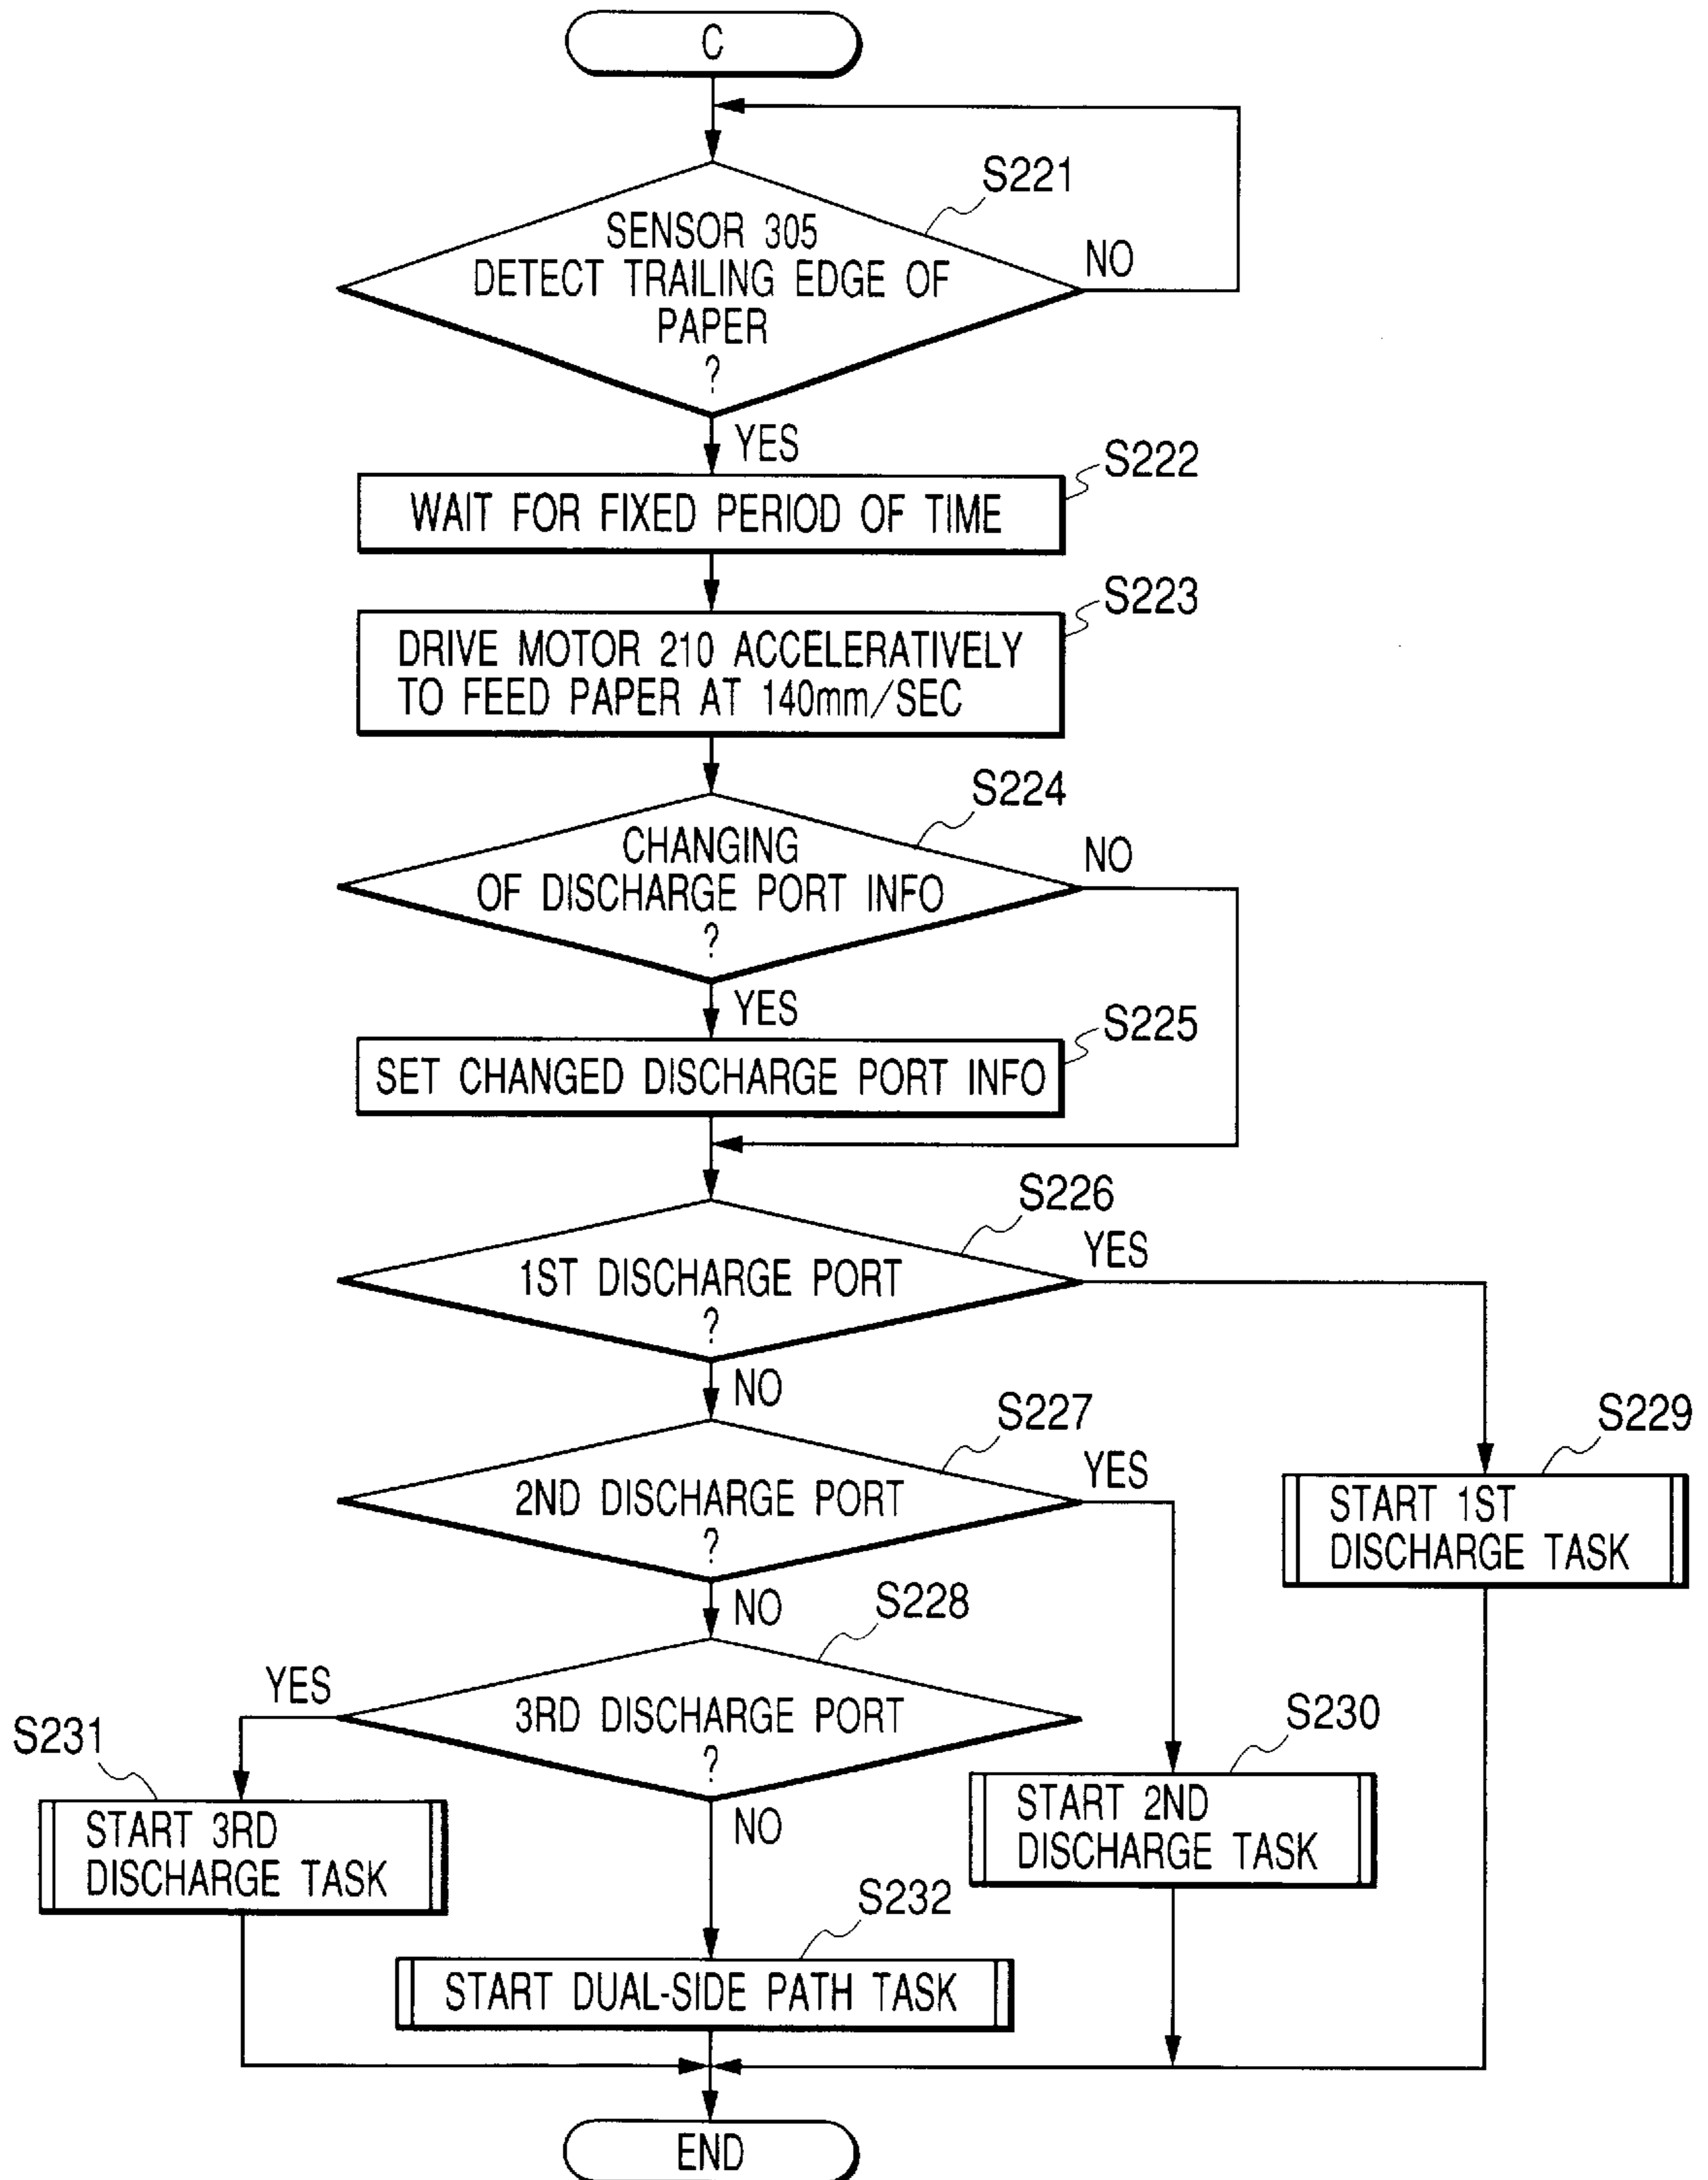 C
S221
SENSOR 305
DETECT TRAILING EDGE OF
PAPER
?
NO
YES
S222
WAIT FOR FIXED PERIOD OF TIME
S223
DRIVE MOTOR 210 ACCELERATIVELY
TO FEED PAPER AT 140mm/SEC
S224
CHANGING
OF DISCHARGE PORT INFO
?
NO
YES
S225
SET CHANGED DISCHARGE PORT INFO
S226
1ST DISCHARGE PORT
?
YES
NO
S227
2ND DISCHARGE PORT
?
YES
NO
S229
START 1ST
DISCHARGE TASK
S228
3RD DISCHARGE PORT
?
YES
NO
S231
START 3RD
DISCHARGE TASK
S230
START 2ND
DISCHARGE TASK
S232
START DUAL-SIDE PATH TASK
END